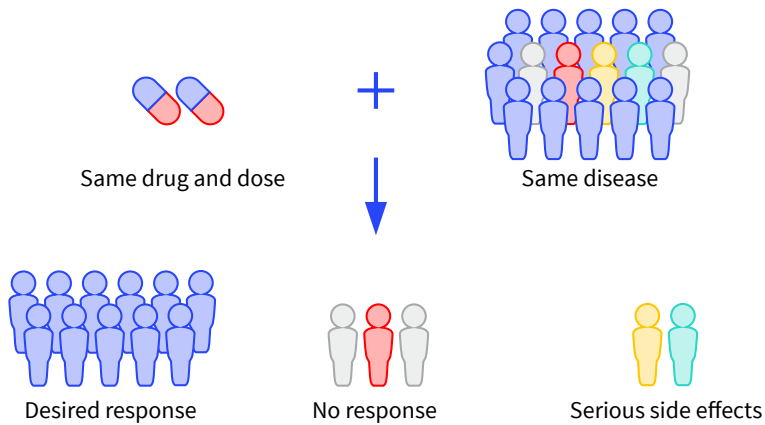 Same drug and dose
Same disease
Desired response
No response
Serious side effects